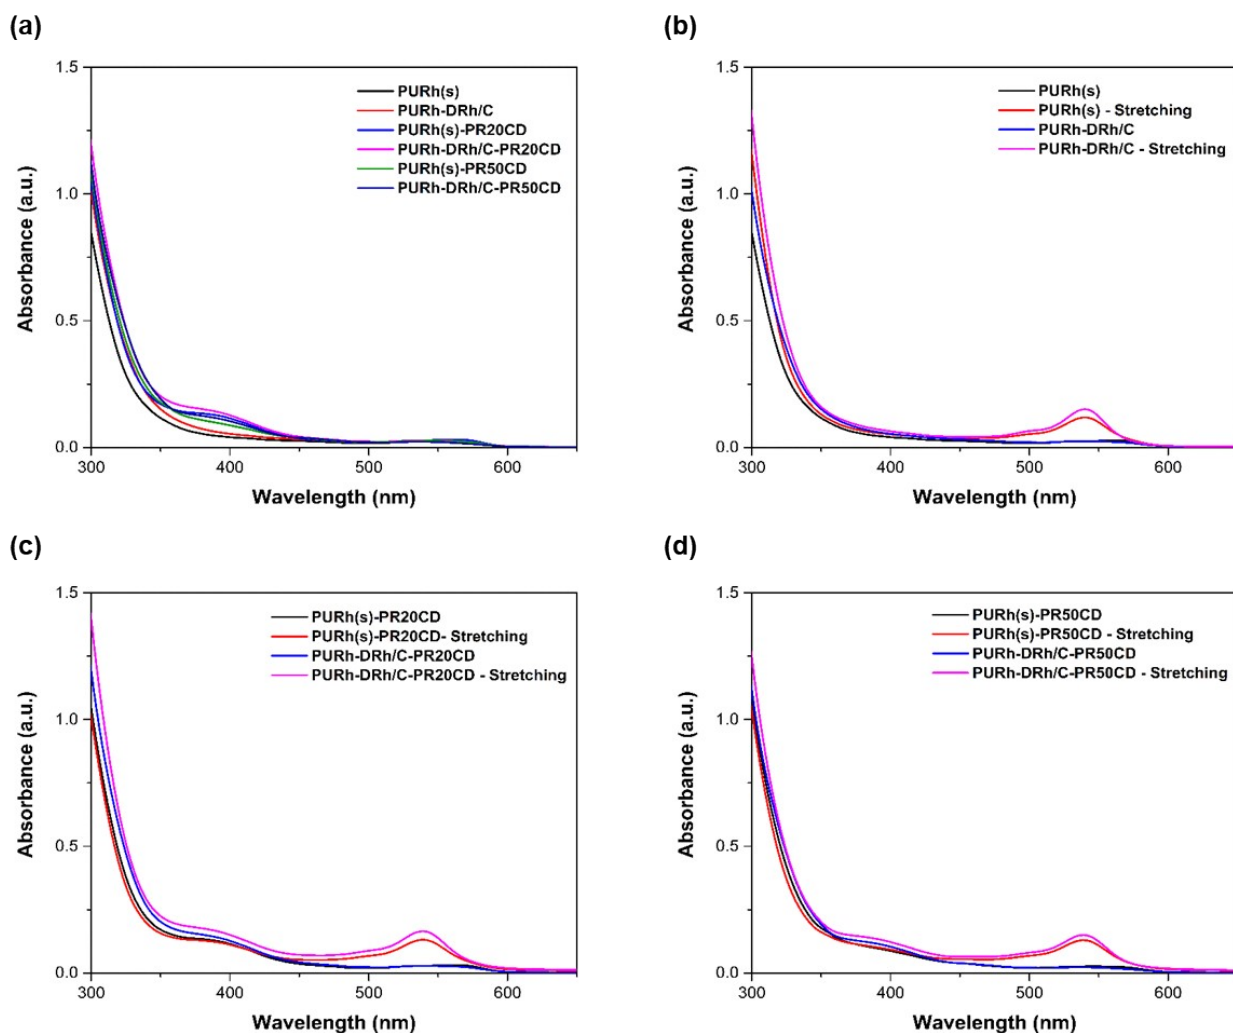 (a)
1.5
1.0
0.5
0.0
Absorbance (a.u.)
PURh(s)
PURh-DRh/C
PURh(s)-PR20CD
PURh-DRh/C-PR20CD
PURh(s)-PR50CD
PURh-DRh/C-PR50CD
300 400 500 600
Wavelength (nm)
(b)
1.5
1.0
0.5
0.0
Absorbance (a.u.)
PURh(s)
PURh(s) - Stretching
PURh-DRh/C
PURh-DRh/C - Stretching
300 400 500 600
Wavelength (nm)
(c)
1.5
1.0
0.5
0.0
Absorbance (a.u.)
PURh(s)-PR20CD
PURh(s)-PR20CD- Stretching
PURh-DRh/C-PR20CD
PURh-DRh/C-PR20CD - Stretching
300 400 500 600
Wavelength (nm)
(d)
1.5
1.0
0.5
0.0
Absorbance (a.u.)
PURh(s)-PR50CD
PURh(s)-PR50CD - Stretching
PURh-DRh/C-PR50CD
PURh-DRh/C-PR50CD - Stretching
300 400 500 600
Wavelength (nm)